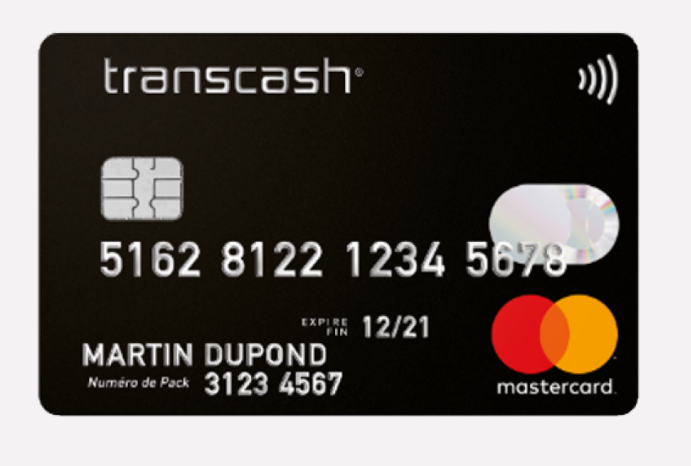 transcash®
5162 8122 1234 5678
EXPIRE FIN 12/21
MARTIN DUPOND
Numéro de Pack 3123 4567
mastercard.